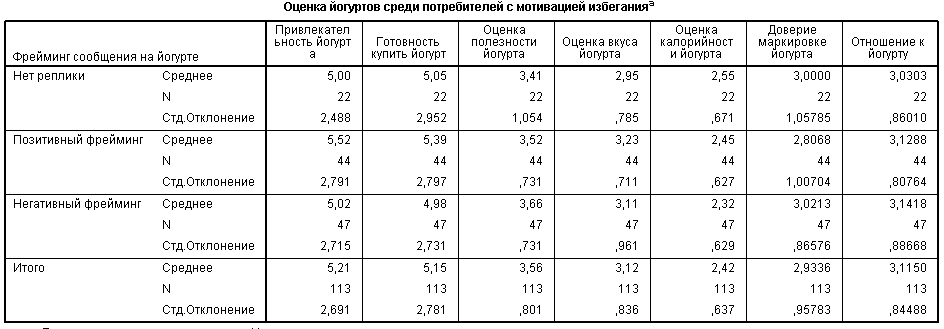 Оценка йогуртов среди потребителей с мотивацией избегания a
Фрейминг сообщения на йогурте Привлекател ьность йогурт а Готовность купить йогурт Оценка полезности йогурта Оценка вкуса йогурта Оценка калорийност и йогурта Доверие маркировке йогурта Отношение к йогурту
Нет реплики Среднее 5,00 5,05 3,41 2,95 2,55 3,0000 3,0303
N 22 22 22 22 22 22 22
Стд.Отклонение 2,488 2,952 1,054 ,785 ,671 1,05785 ,86010
Позитивный фрейминг Среднее 5,52 5,39 3,52 3,23 2,45 2,8068 3,1288
N 44 44 44 44 44 44 44
Стд.Отклонение 2,791 2,797 ,731 ,711 ,627 1,00704 ,80764
Негативный фрейминг Среднее 5,02 4,98 3,66 3,11 2,32 3,0213 3,1418
N 47 47 47 47 47 47 47
Стд.Отклонение 2,715 2,731 ,731 ,961 ,629 ,86576 ,88668
Итого Среднее 5,21 5,15 3,56 3,12 2,42 2,9336 3,1150
N 113 113 113 113 113 113 113
Стд.Отклонение 2,691 2,781 ,801 ,836 ,637 ,95783 ,84488